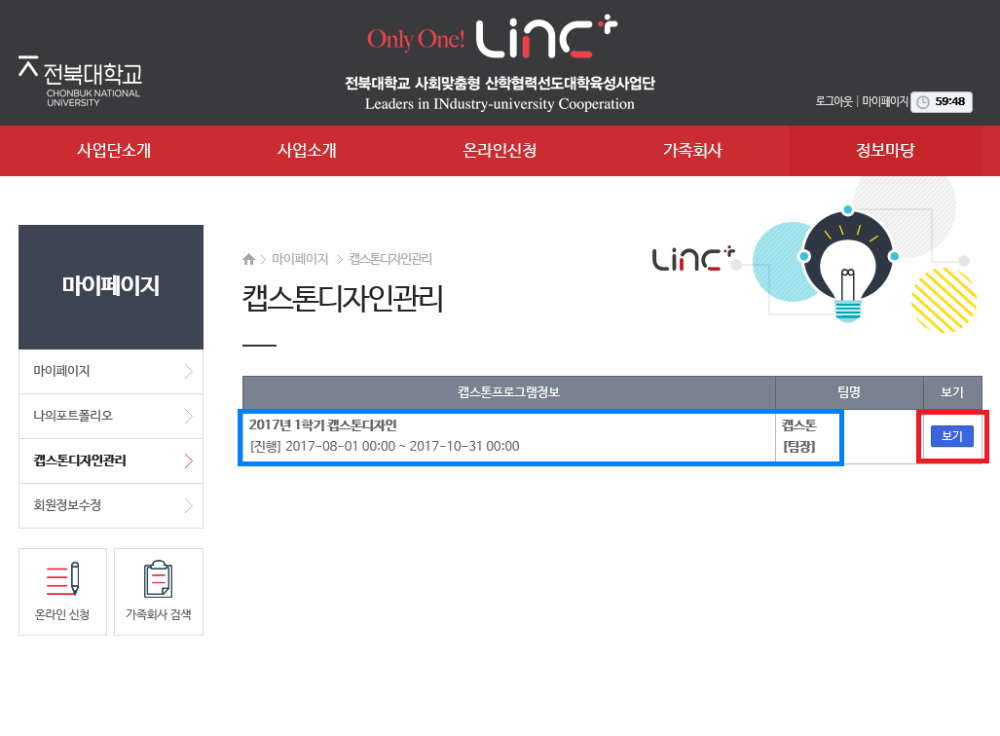 전북대학교
CHONBUK NATIONAL
UNIVERSITY
Only One! Linc+
전북대학교 사회맞춤형 산학협력선도대학육성사업단
Leaders in INdustry-university Cooperation
로그아웃 | 마이페이지 59:48
사업단소개 사업소개 온라인신청 가족회사 정보마당
마이페이지
마이페이지
나의포트폴리오
캡스톤디자인관리
회원정보수정
온라인 신청 가족회사 검색
마이페이지 캡스톤디자인관리
캡스톤디자인관리
Linc+
캡스톤프로그램정보 팀명 보기
2017년 1학기 캡스톤디자인 캡스톤
[진행] 2017-08-01 00:00 ~ 2017-10-31 00:00 [팀장]
보기